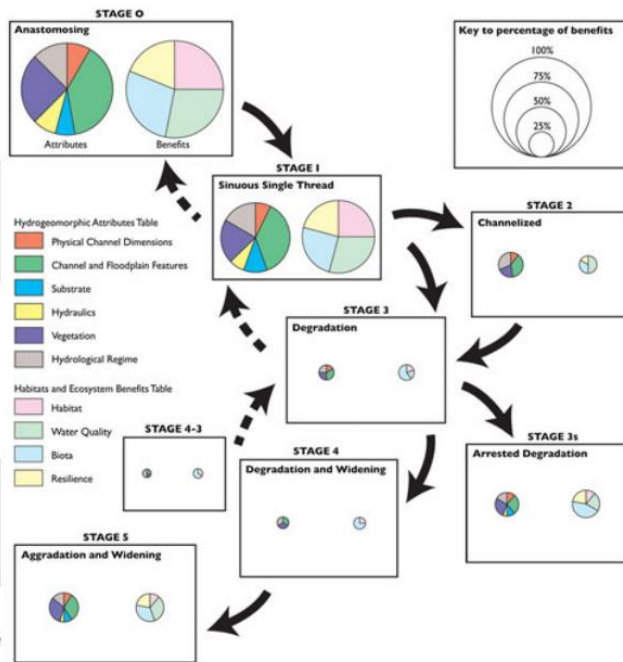 STAGE 0
Anastomosing
Attributes
Benefits
Key to percentage of benefits
100%
75%
50%
25%
STAGE 1
Sinuous Single Thread
STAGE 2
Channelized
Hydrogeomorphic Attributes Table
Physical Channel Dimensions
Channel and Floodplain Features
Substrate
Hydraulics
Vegetation
Hydrological Regime
Habitats and Ecosystem Benefits Table
Habitat
Water Quality
Biota
Resilience
STAGE 3
Degradation
STAGE 4-3
STAGE 4
Degradation and Widening
STAGE 3s
Arrested Degradation
STAGE 5
Aggradation and Widening